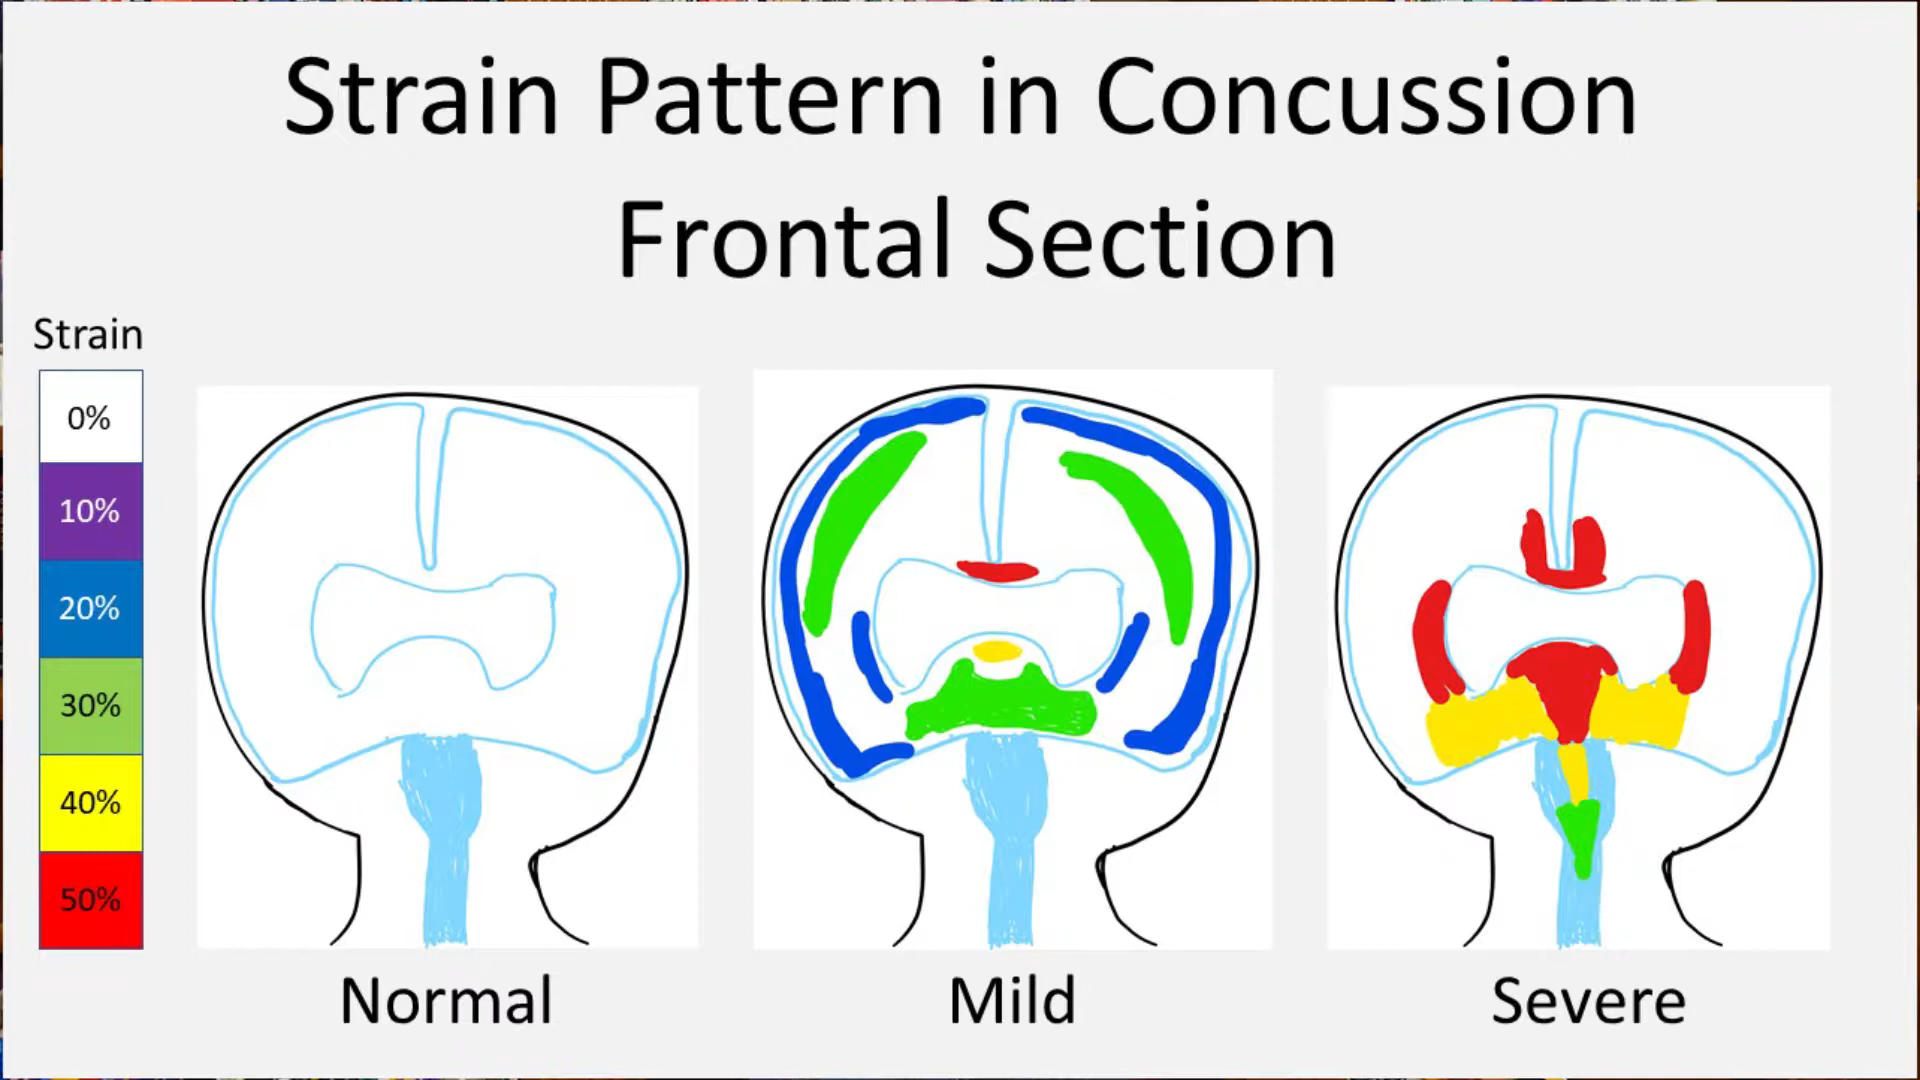 Strain Pattern in Concussion
Frontal Section
Strain
0%
10%
20%
30%
40%
50%
Normal
Mild
Severe